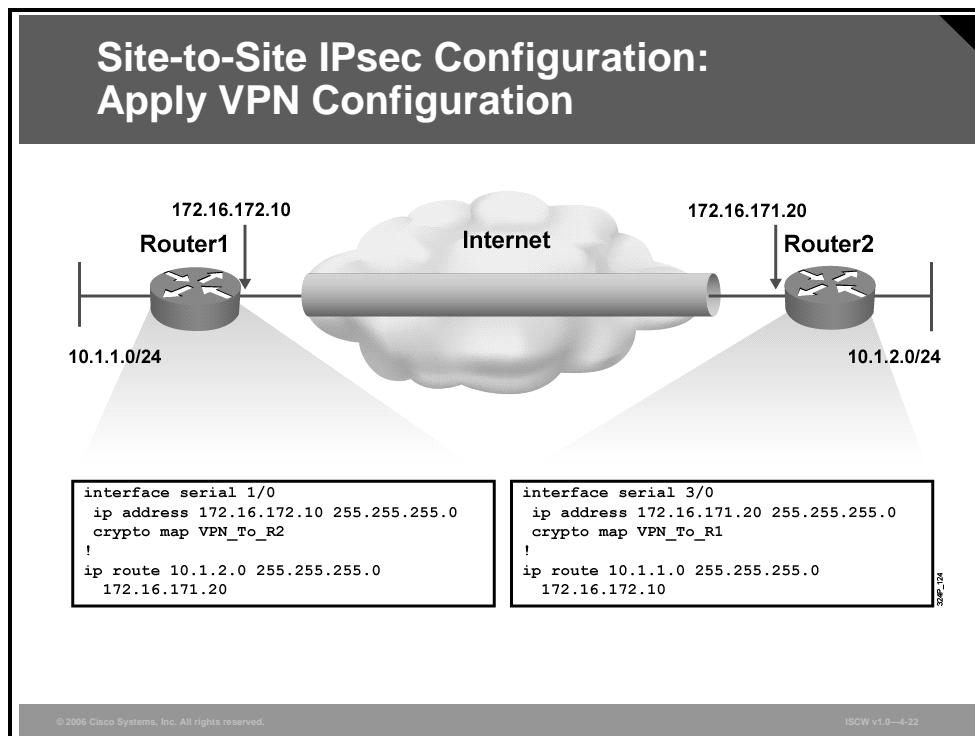 Site-to-Site IPsec Configuration:
Apply VPN Configuration
172.16.172.10
172.16.171.20
Router1
Internet
Router2
10.1.1.0/24
10.1.2.0/24
interface serial 1/0
ip address 172.16.172.10 255.255.255.0
crypto map VPN_To_R2
!
ip route 10.1.2.0 255.255.255.0
172.16.171.20
interface serial 3/0
ip address 172.16.171.20 255.255.255.0
crypto map VPN_To_R1
!
ip route 10.1.1.0 255.255.255.0
172.16.172.10
324P_124
© 2006 Cisco Systems, Inc. All rights reserved.
ISCW v1.0—4-22